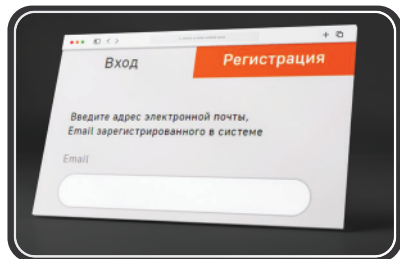 Вход
Регистрация
Введите адрес электронной почты,
Email зарегистрированного в системе
Email